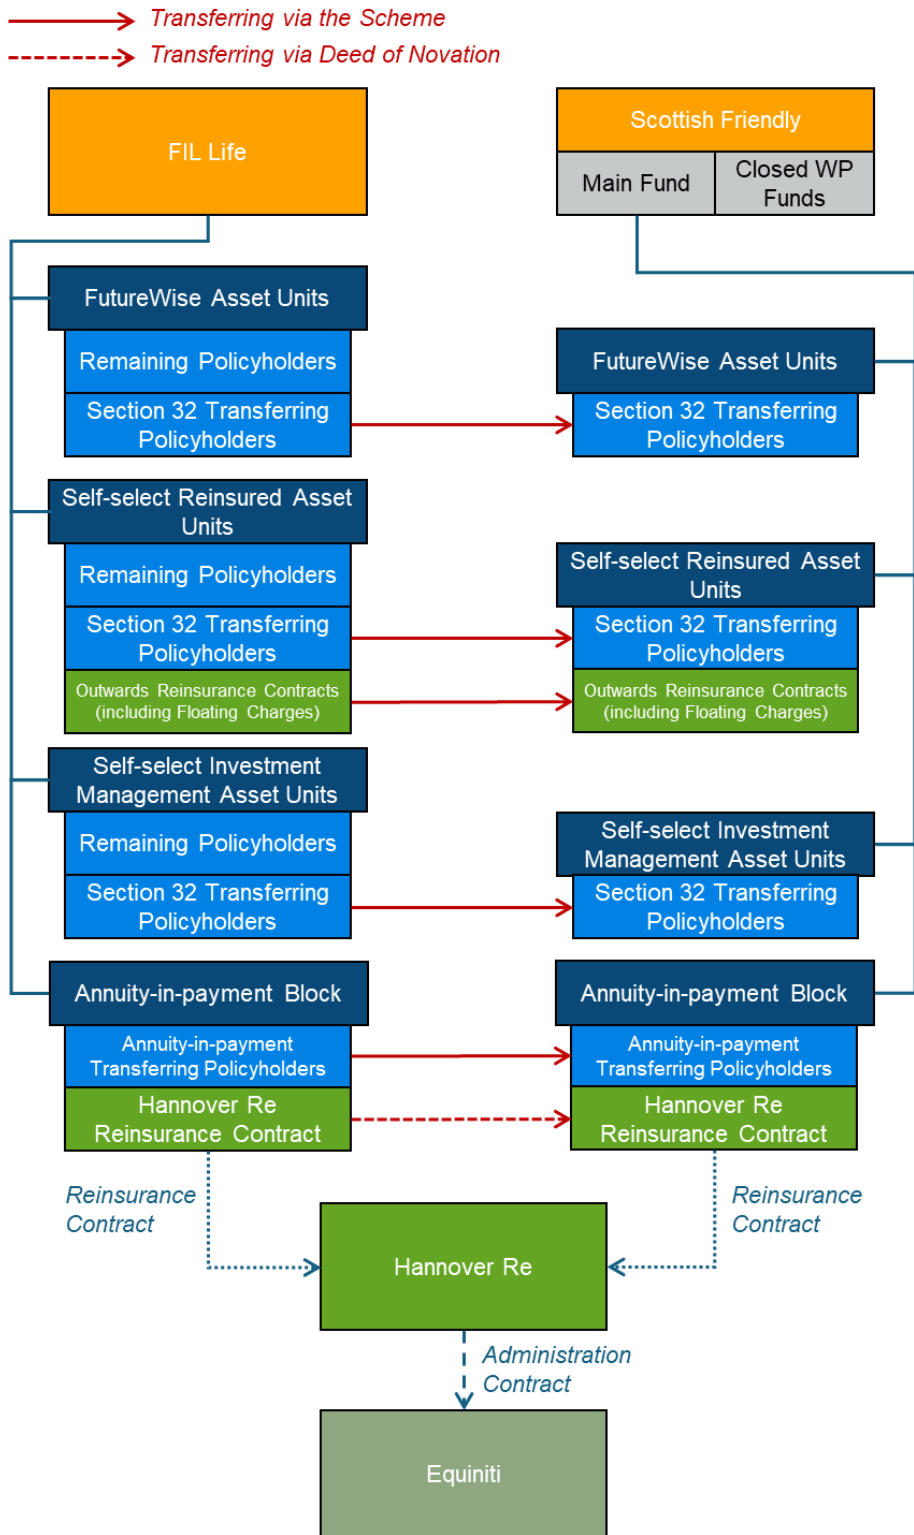 Transferring via the Scheme
Transferring via Deed of Novation
FIL Life
Scottish Friendly
Main Fund
Closed WP
Funds
FutureWise Asset Units
Remaining Policyholders
Section 32 Transferring
Policyholders
FutureWise Asset Units
Section 32 Transferring
Policyholders
Self-select Reinsured Asset
Units
Remaining Policyholders
Section 32 Transferring
Policyholders
Outwards Reinsurance Contracts
(including Floating Charges)
Self-select Reinsured Asset
Units
Section 32 Transferring
Policyholders
Outwards Reinsurance Contracts
(including Floating Charges)
Self-select Investment
Management Asset Units
Remaining Policyholders
Section 32 Transferring
Policyholders
Self-select Investment
Management Asset Units
Section 32 Transferring
Policyholders
Annuity-in-payment Block
Annuity-in-payment
Transferring Policyholders
Hannover Re
Reinsurance Contract
Annuity-in-payment Block
Annuity-in-payment
Transferring Policyholders
Hannover Re
Reinsurance Contract
Reinsurance
Contract
Reinsurance
Contract
Hannover Re
Administration
Contract
Equiniti